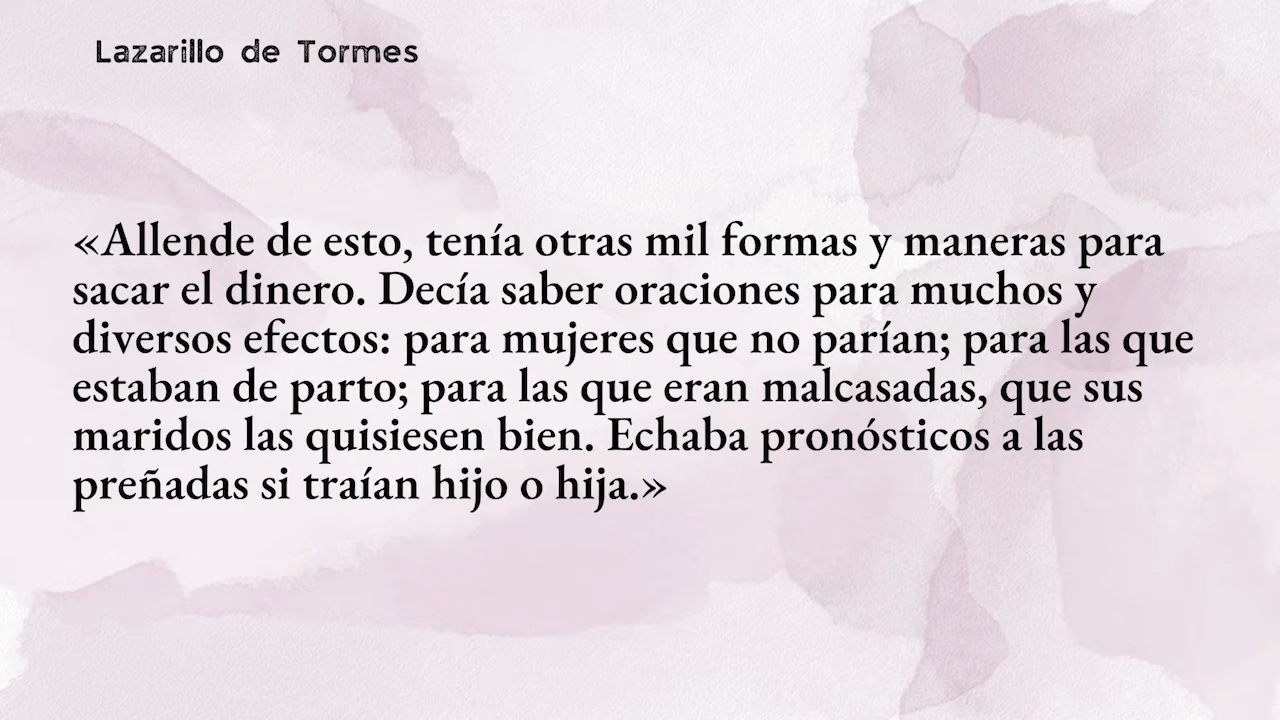 Lazarillo de Tormes
«Allende de esto, tenía otras mil formas y maneras para
sacar el dinero. Decía saber oraciones para muchos y
diversos efectos: para mujeres que no parían; para las que
estaban de parto; para las que eran malcasadas, que sus
maridos las quisiesen bien. Echaba pronósticos a las
preñadas si traían hijo o hija.»